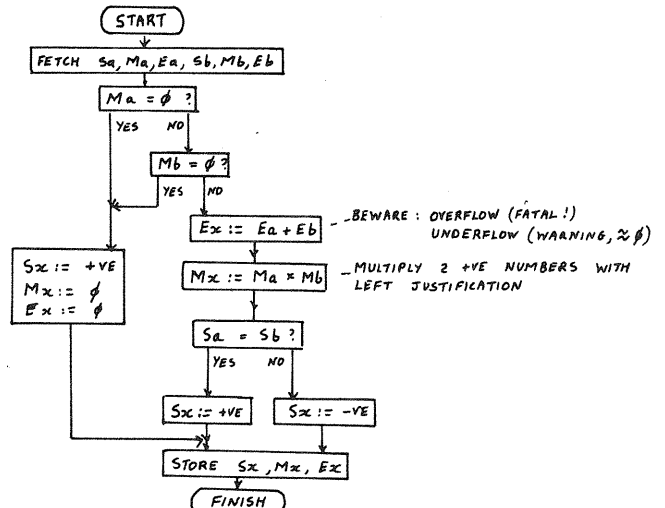 START
FETCH Sa, Ma, Ea, Sb, Mb, Eb
Ma = ϕ ?
YES NO
Mb = ϕ ?
YES NO
Ex := Ea + Eb
- BEWARE : OVERFLOW (FATAL!)
UNDERFLOW (WARNING, ≈ ϕ)
Sx := +VE
Mx := ϕ
Ex := ϕ
Mx := Ma * Mb
- MULTIPLY 2 +VE NUMBERS WITH
LEFT JUSTIFICATION
Sa = Sb ?
YES NO
Sx := +VE
Sx := -VE
STORE Sx, Mx, Ex
FINISH